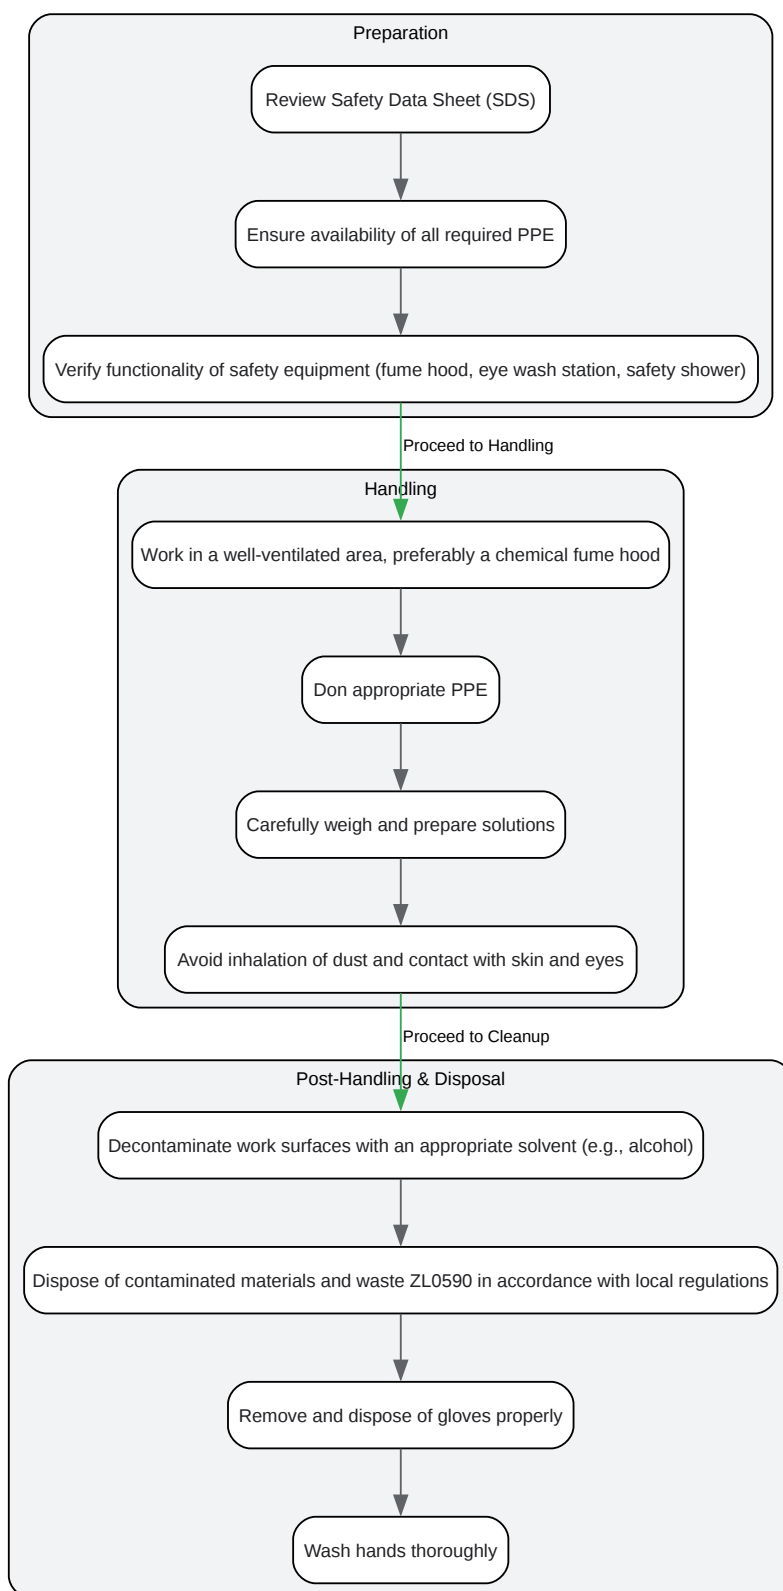 Preparation
Review Safety Data Sheet (SDS)
Ensure availability of all required PPE
Verify functionality of safety equipment (fume hood, eye wash station, safety shower)
Proceed to Handling
Handling
Work in a well-ventilated area, preferably a chemical fume hood
Don appropriate PPE
Carefully weigh and prepare solutions
Avoid inhalation of dust and contact with skin and eyes
Proceed to Cleanup
Post-Handling & Disposal
Decontaminate work surfaces with an appropriate solvent (e.g., alcohol)
Dispose of contaminated materials and waste ZL0590 in accordance with local regulations
Remove and dispose of gloves properly
Wash hands thoroughly